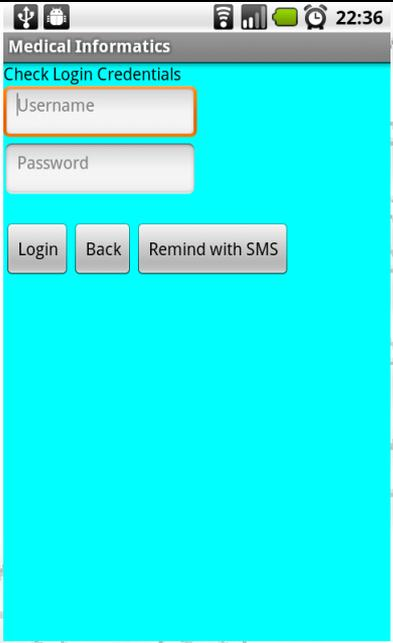 22:36
Medical Informatics
Check Login Credentials
Username
Password
Login Back Remind with SMS